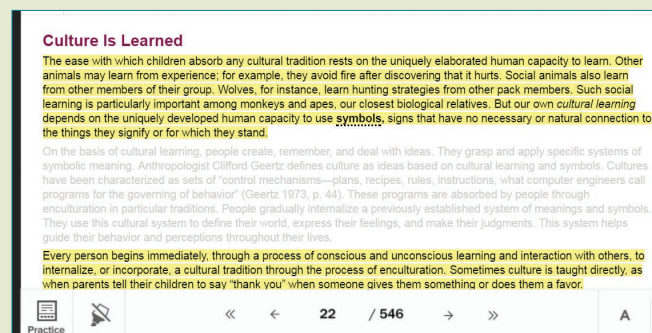 Culture Is Learned
The ease with which children absorb any cultural tradition rests on the uniquely elaborated human capacity to learn. Other
animals may learn from experience; for example, they avoid fire after discovering that it hurts. Social animals also learn
from other members of their group. Wolves, for instance, learn hunting strategies from other pack members. Such social
learning is particularly important among monkeys and apes, our closest biological relatives. But our own cultural learning
depends on the uniquely developed human capacity to use symbols, signs that have no necessary or natural connection to
the things they signify or for which they stand.
On the basis of cultural learning, people create, remember, and deal with ideas. They grasp and apply specific systems of
symbolic meaning. Anthropologist Clifford Geertz defines culture as ideas based on cultural learning and symbols. Cultures
have been characterized as sets of "control mechanisms—plans, recipes, rules, instructions, what computer engineers call
programs for the governing of behavior" (Geertz 1973, p. 44). These programs are absorbed by people through
enculturation in particular traditions. People gradually internalize a previously established system of meanings and symbols.
They use this cultural system to define their world, express their feelings, and make their judgments. This system helps
guide their behavior and perceptions throughout their lives.
Every person begins immediately, through a process of conscious and unconscious learning and interaction with others, to
internalize, or incorporate, a cultural tradition through the process of enculturation. Sometimes culture is taught directly, as
when parents tell their children to say "thank you" when someone gives them something or does them a favor.
Practice
22 / 546
A